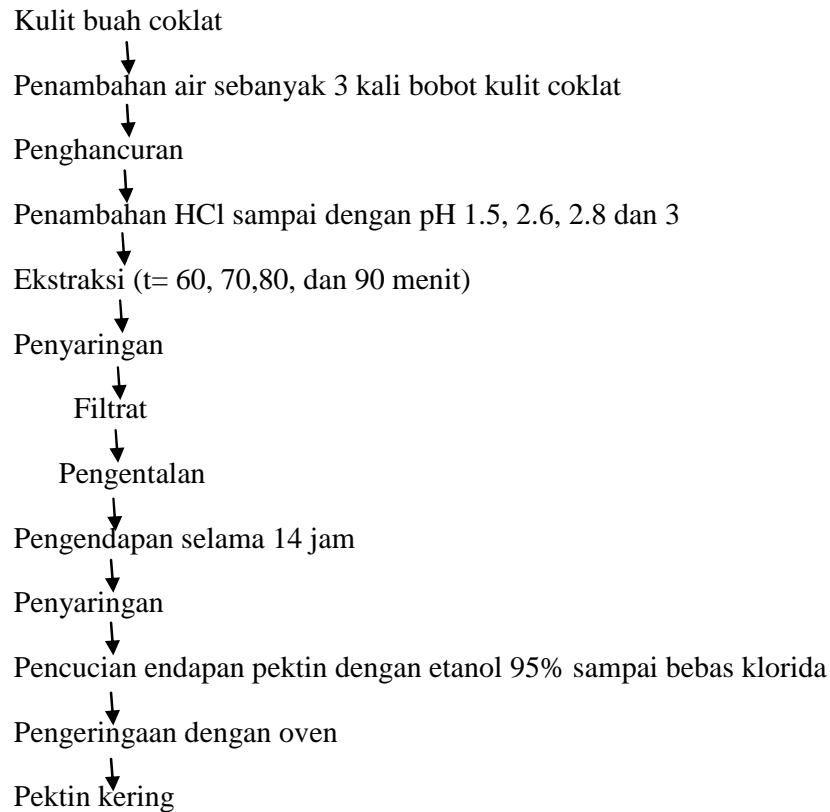 Kulit buah coklat
Penambahan air sebanyak 3 kali bobot kulit coklat
Penghancuran
Penambahan HCl sampai dengan pH 1.5, 2.6, 2.8 dan 3
Ekstraksi (t= 60, 70,80, dan 90 menit)
Penyaringan
Filtrat
Pengentalan
Pengendapan selama 14 jam
Penyaringan
Pencucian endapan pektin dengan etanol 95% sampai bebas klorida
Pengeringaan dengan oven
Pektin kering